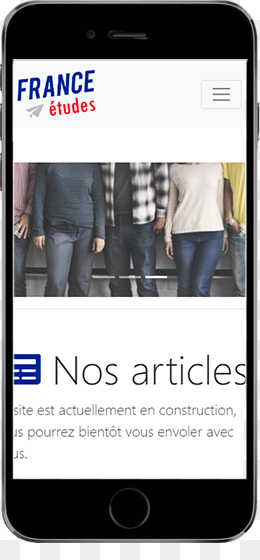 FRANCE
études
Nos articles
site est actuellement en construction,
us pourrez bientôt vous envoler avec
us.